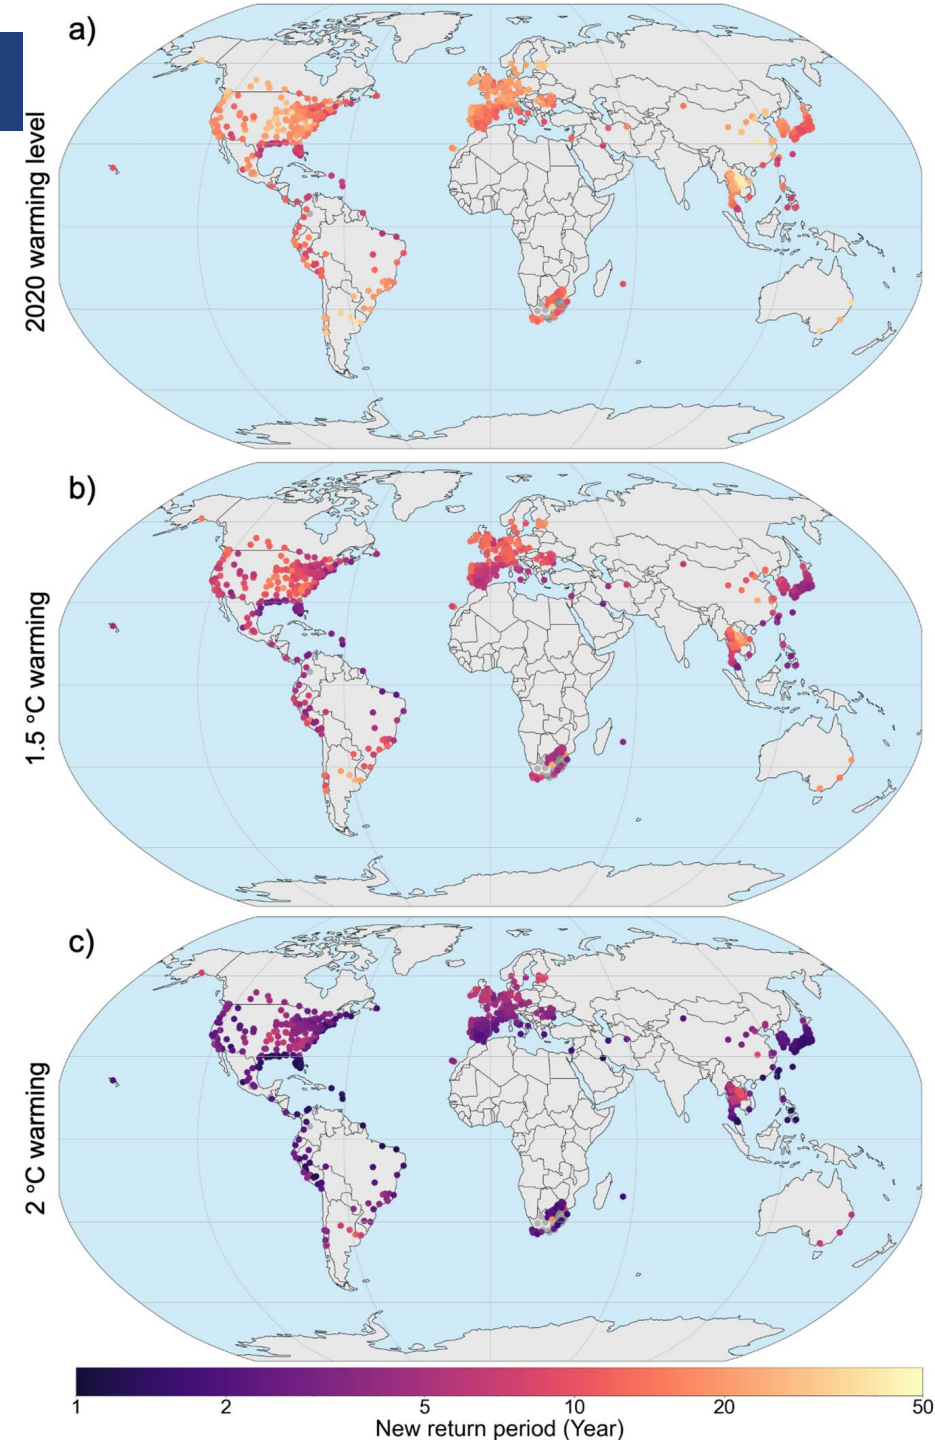 a)
2020 warming level
b)
1.5 °C warming
c)
2 °C warming
1 2 5 10 20 50
New return period (Year)